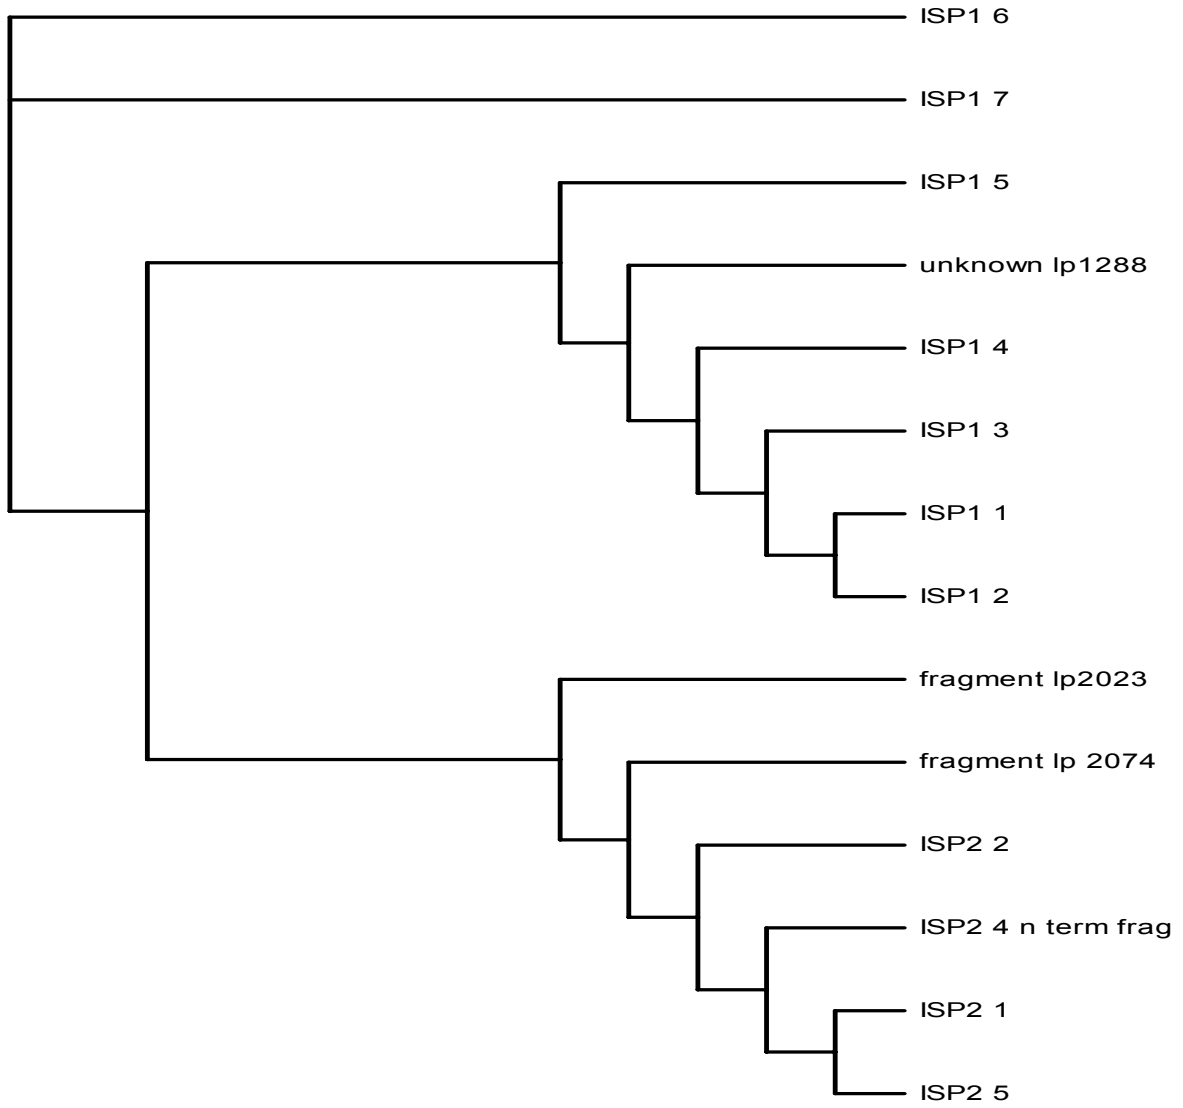 ISP1 6
ISP1 7
ISP1 5
unknown lp1288
ISP1 4
ISP1 3
ISP1 1
ISP1 2
fragment lp2023
fragment lp 2074
ISP2 2
ISP2 4 n term frag
ISP2 1
ISP2 5